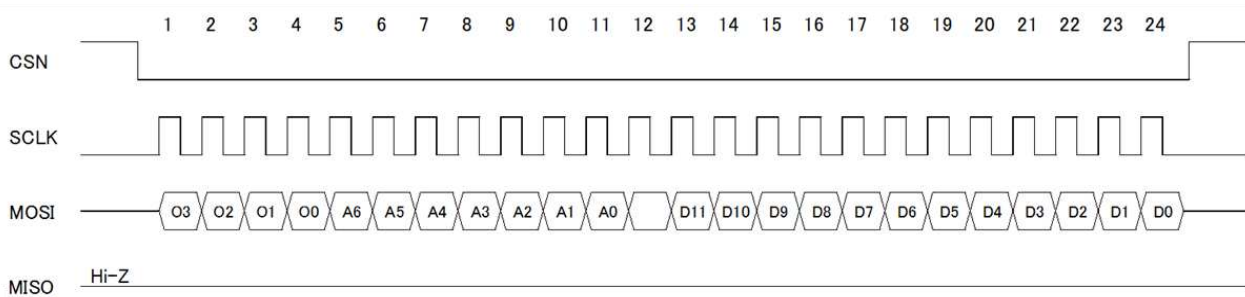 1 2 3 4 5 6 7 8 9 10 11 12 13 14 15 16 17 18 19 20 21 22 23 24
CSN
SCLK
MOSI O3 O2 O1 O0 A6 A5 A4 A3 A2 A1 A0 D11 D10 D9 D8 D7 D6 D5 D4 D3 D2 D1 D0
MISO Hi-Z